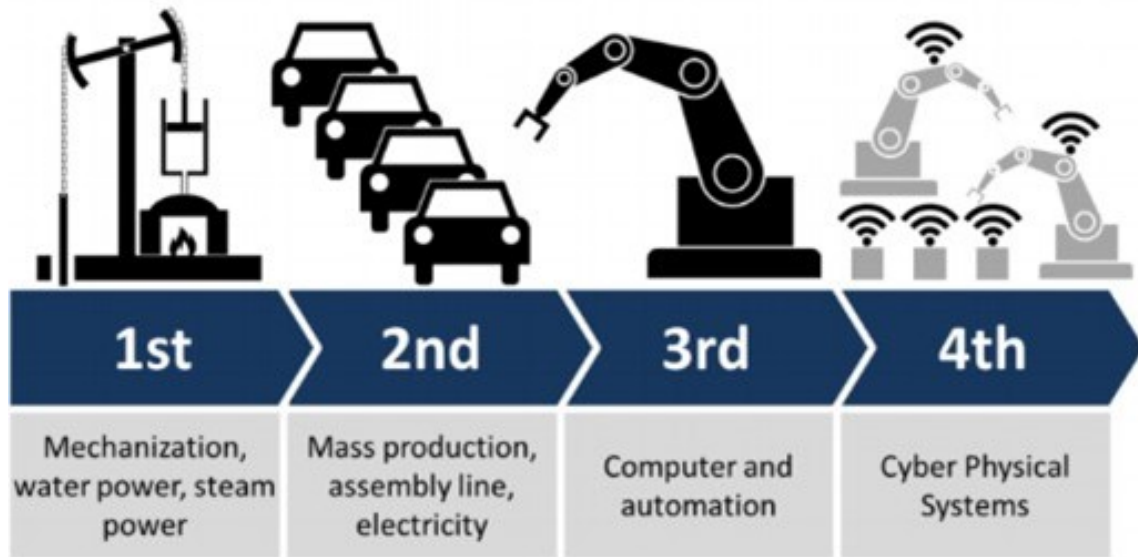 1st
2nd
3rd
4th
Mechanization,
water power, steam
power
Mass production,
assembly line,
electricity
Computer and
automation
Cyber Physical
Systems